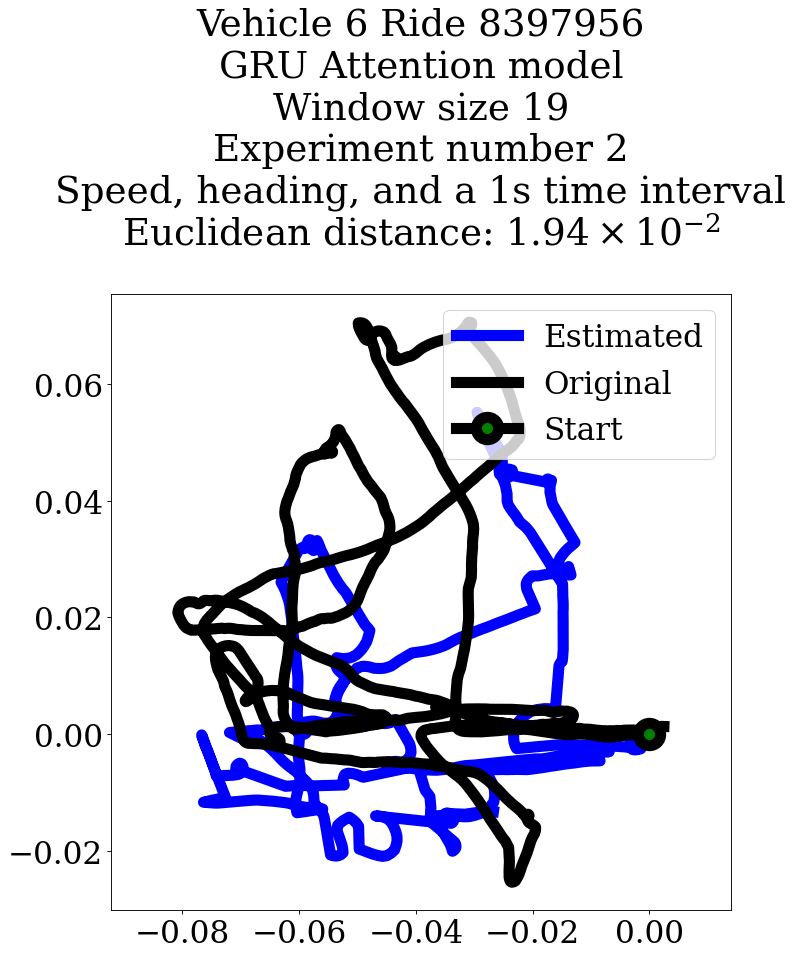 Vehicle 6 Ride 8397956
GRU Attention model
Window size 19
Experiment number 2
Speed, heading, and a 1s time interval
Euclidean distance: 1.94 × 10⁻²
Estimated
Original
Start
0.06
0.04
0.02
0.00
−0.02
−0.08 −0.06 −0.04 −0.02 0.00